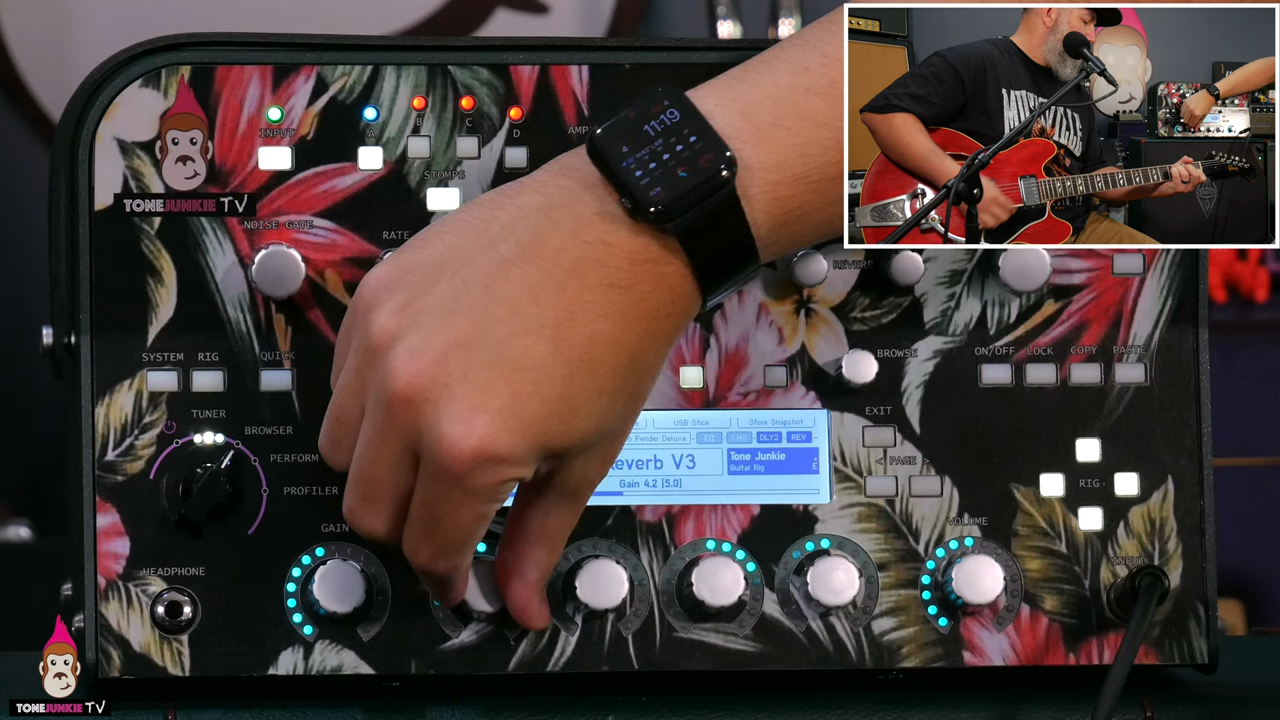 INPUT
A
B
C
D
AMP
STOMPS
11:19
TONEJUNKIE TV
NOISE GATE
RATE
REVERB
SYSTEM
RIG
QUICK
BROWSE
ON/OFF
LOCK
COPY
PASTE
TUNER
BROWSER
PERFORM
PROFILER
EXIT
< PAGE >
RIG
USB Stick
Store Snapshot
Fender Deluxe
EQ
CHO
DLY2
REV
everb V3
Tone Junkie
Guitar Rig
Gain 4.2 [5.0]
GAIN
VOLUME
HEADPHONE
INPUT
TONEJUNKIE TV